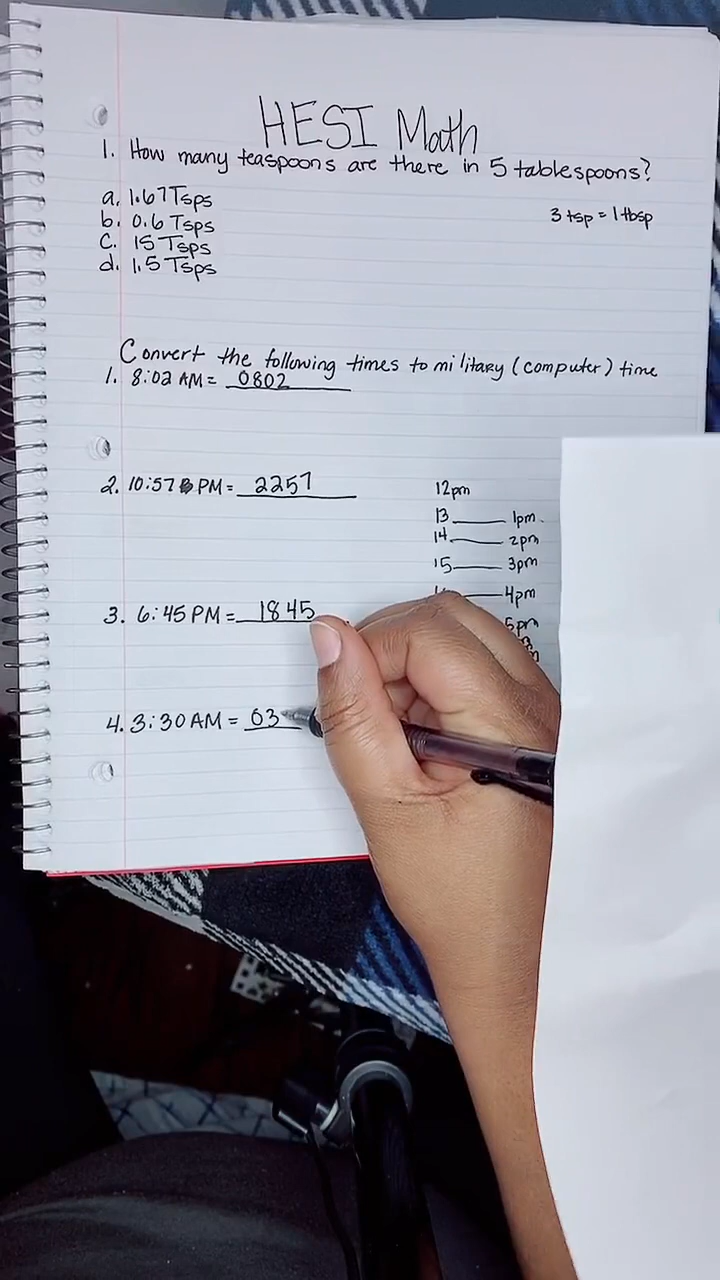 HESI Math
1. How many teaspoons are there in 5 tablespoons?
a. 1.67 Tsps
3 tsp = 1 tbsp
b. 0.6 Tsps
c. 15 Tsps
d. 1.5 Tsps
Convert the following times to military (computer) time
1. 8:02 AM = 0802
2. 10:57 PM = 2257
12pm
13 1pm
14 2pm
15 3pm
4pm
5pm
3. 6:45 PM = 1845
4. 3:30 AM = 03